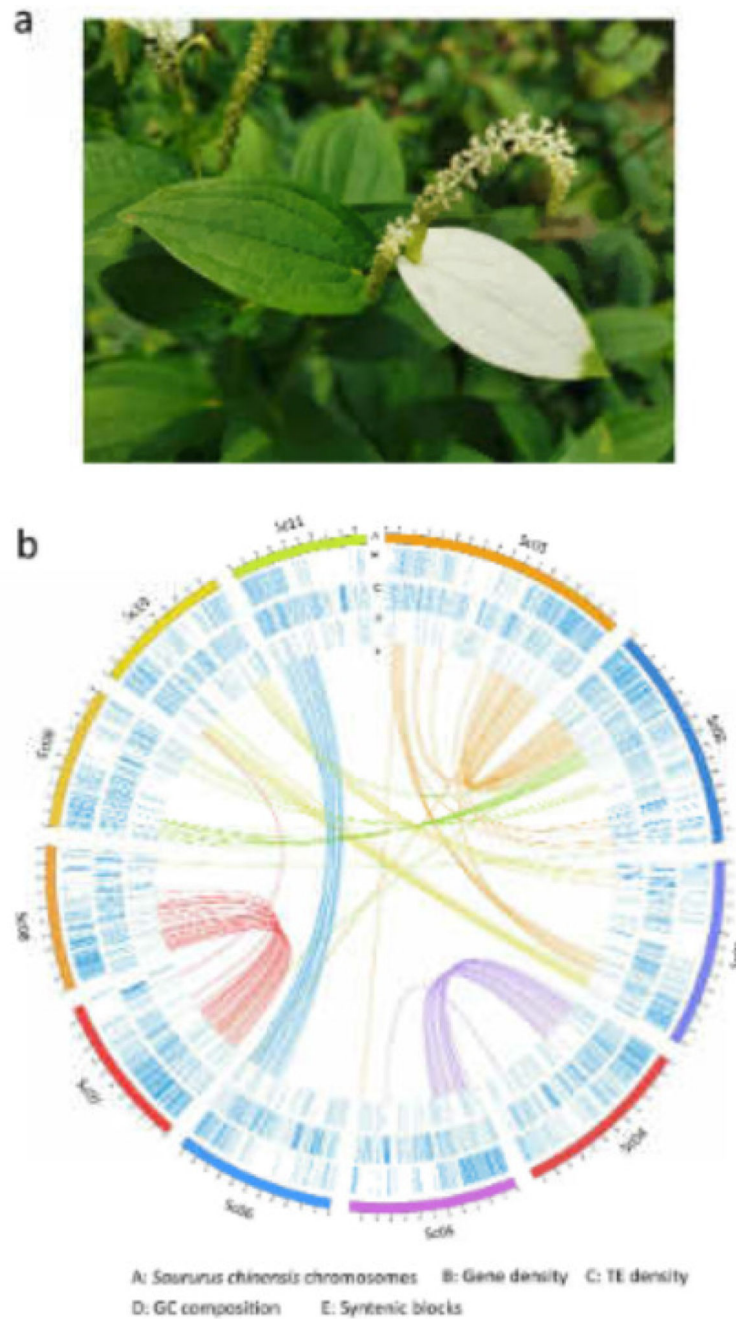 a
b
Sc11
A
Sc01
Sc10
C
Sc02
Sc09
Sc08
Sc03
Sc07
Sc04
Sc06
Sc05
A: Saururus chinensis chromosomes B: Gene density C: TE density
D: GC composition E: Syntenic blocks